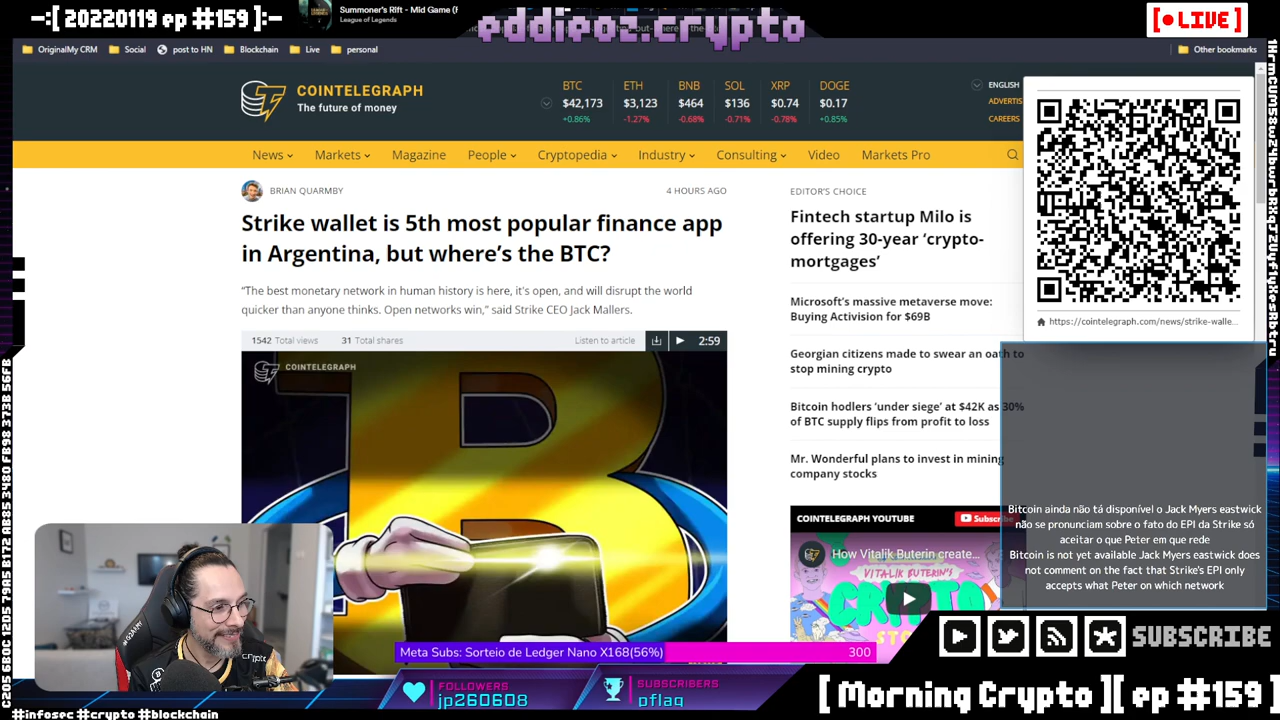 -:[ 20220119 ep #159 ]:-
Summoner's Rift - Mid Game (F
League of Legends
eddieoz.crypto
[● LIVE]
OriginalMy CRM
Social
post to HN
Blockchain
Live
personal
Other bookmarks
COINTELEGRAPH
The future of money
BTC ETH BNB SOL XRP DOGE
$42,173 $3,123 $464 $136 $0.74 $0.17
+0.86% -1.27% -0.68% -0.71% -0.78% +0.85%
ENGLISH
ADVERTIS
CAREERS
News Markets Magazine People Cryptopedia Industry Consulting Video Markets Pro
BRIAN QUARMBY
4 HOURS AGO
Strike wallet is 5th most popular finance app
in Argentina, but where's the BTC?
"The best monetary network in human history is here, it's open, and will disrupt the world
quicker than anyone thinks. Open networks win," said Strike CEO Jack Mallers.
1542 Total views 31 Total shares
Listen to article
2:59
COINTELEGRAPH
EDITOR'S CHOICE
Fintech startup Milo is
offering 30-year 'crypto-
mortgages'
Microsoft's massive metaverse move:
Buying Activision for $69B
Georgian citizens made to swear an oath to
stop mining crypto
Bitcoin hodlers 'under siege' at $42K as 30%
of BTC supply flips from profit to loss
Mr. Wonderful plans to invest in mining
company stocks
COINTELEGRAPH YOUTUBE
Subscribe
How Vitalik Buterin create...
VITALIK BUTERIN'S
CRYPTO
https://cointelegraph.com/news/strike-walle...
Bitcoin ainda não tá disponível o Jack Myers eastwick
não se pronunciam sobre o fato do EPI da Strike só
aceitar o que Peter em que rede
Bitcoin is not yet available Jack Myers eastwick does
not comment on the fact that Strike's EPI only
accepts what Peter on which network
Meta Subs: Sorteio de Ledger Nano X168(56%)
300
FOLLOWERS
jp260608
SUBSCRIBERS
pflag
SUBSCRIBE
[ Morning Crypto ][ ep #159 ]
#infosec #crypto #blockchain